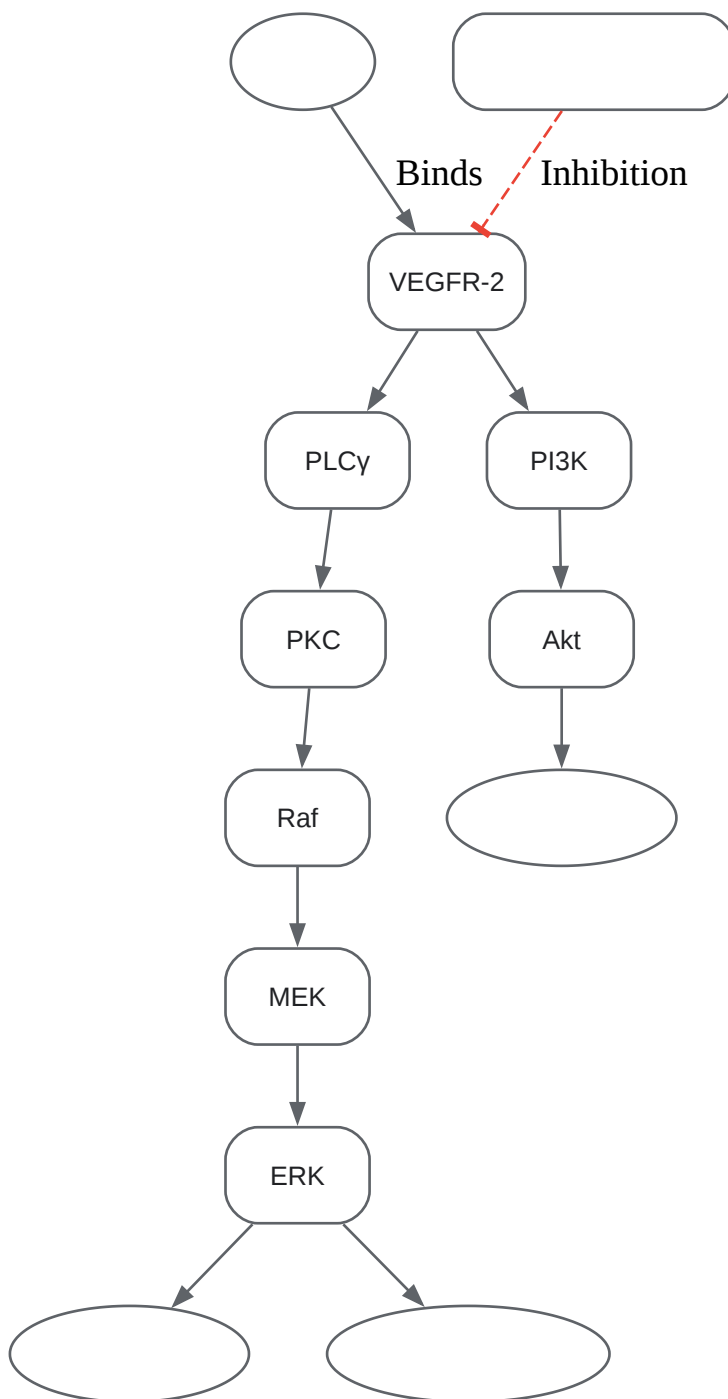 Binds
Inhibition
VEGFR-2
PLCγ
PI3K
PKC
Akt
Raf
MEK
ERK